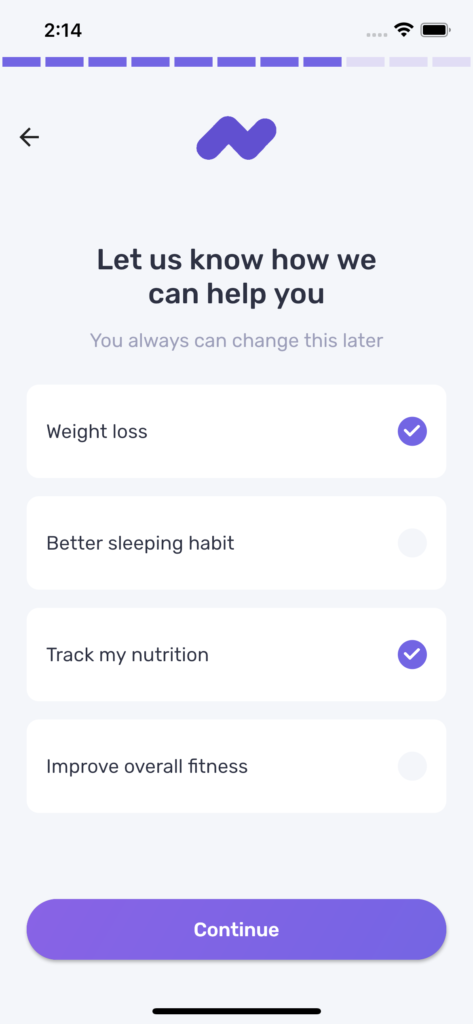 2:14
Let us know how we
can help you
You always can change this later
Weight loss
Better sleeping habit
Track my nutrition
Improve overall fitness
Continue